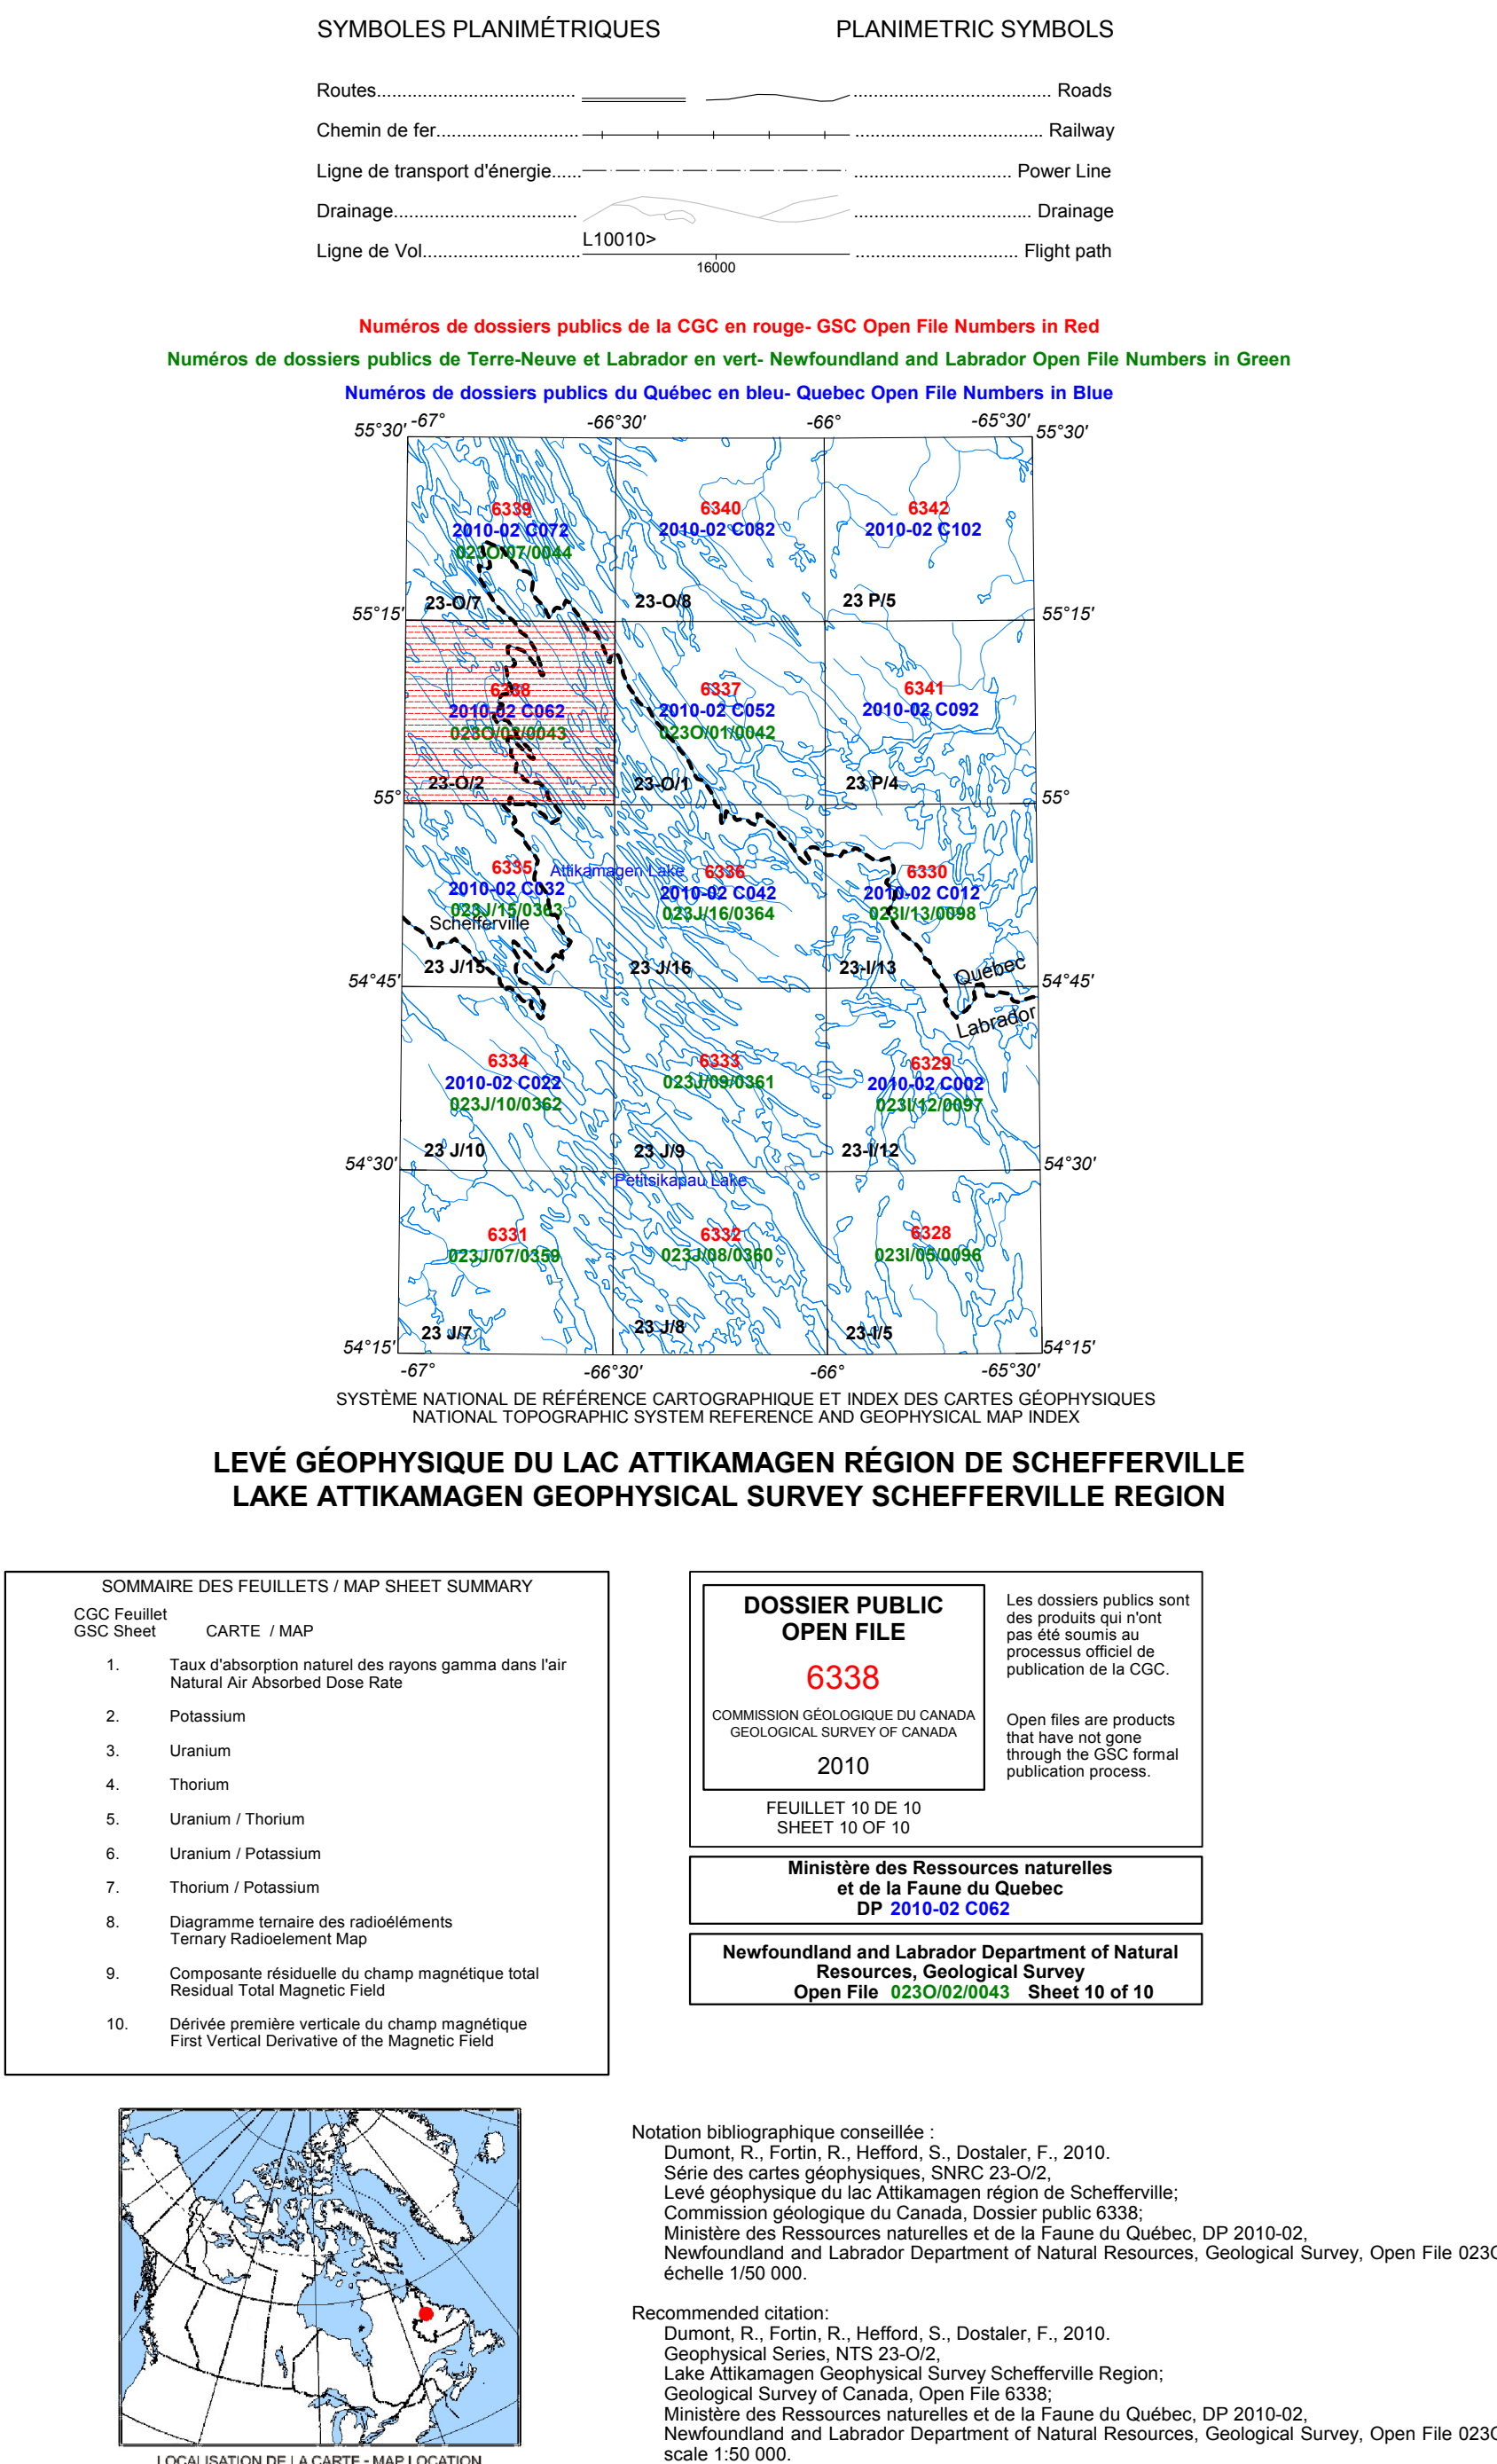 SYMBOLES PLANIMÉTRIQUES PLANIMETRIC SYMBOLS
Routes...................................... ...................................... Roads
Chemin de fer........................... .................................... Railway
Ligne de transport d'énergie...... .............................. Power Line
Drainage................................... .................................. Drainage
L10010>
Ligne de Vol.............................. ............................... Flight path
16000
Numéros de dossiers publics de la CGC en rouge- GSC Open File Numbers in Red
Numéros de dossiers publics de Terre-Neuve et Labrador en vert- Newfoundland and Labrador Open File Numbers in Green
Numéros de dossiers publics du Québec en bleu- Quebec Open File Numbers in Blue
-67° -66°30' -66° -65°30'
55°30' 55°30'
6339 6340 6342
2010-02 C072 2010-02 C082 2010-02 C102
023O/07/0044
23-O/7 23-O/8 23 P/5
55°15' 55°15'
6338 6337 6341
2010-02 C062 2010-02 C052 2010-02 C092
023O/02/0043 023O/01/0042
23-O/2 23-O/1 23 P/4
55° 55°
6335 Attikamagen Lake 6336 6330
2010-02 C032 2010-02 C042 2010-02 C012
023J/15/0363 023J/16/0364 023I/13/0098
Schefferville
23 J/15 23 J/16 23-I/13 Québec
54°45' 54°45'
Labrador
6334 6333 6329
2010-02 C022 023J/09/0361 2010-02 C002
023J/10/0362 023I/12/0097
23 J/10 23 J/9 23-I/12
54°30' 54°30'
Petitsikapau Lake
6331 6332 6328
023J/07/0359 023J/08/0360 023I/05/0096
23 J/7 23 J/8 23-I/5
54°15' 54°15'
-67° -66°30' -66° -65°30'
SYSTÈME NATIONAL DE RÉFÉRENCE CARTOGRAPHIQUE ET INDEX DES CARTES GÉOPHYSIQUES
NATIONAL TOPOGRAPHIC SYSTEM REFERENCE AND GEOPHYSICAL MAP INDEX
LEVÉ GÉOPHYSIQUE DU LAC ATTIKAMAGEN RÉGION DE SCHEFFERVILLE
LAKE ATTIKAMAGEN GEOPHYSICAL SURVEY SCHEFFERVILLE REGION
SOMMAIRE DES FEUILLETS / MAP SHEET SUMMARY
CGC Feuillet
GSC Sheet CARTE / MAP
1. Taux d'absorption naturel des rayons gamma dans l'air
Natural Air Absorbed Dose Rate
2. Potassium
3. Uranium
4. Thorium
5. Uranium / Thorium
6. Uranium / Potassium
7. Thorium / Potassium
8. Diagramme ternaire des radioéléments
Ternary Radioelement Map
9. Composante résiduelle du champ magnétique total
Residual Total Magnetic Field
10. Dérivée première verticale du champ magnétique
First Vertical Derivative of the Magnetic Field
DOSSIER PUBLIC
OPEN FILE
6338
COMMISSION GÉOLOGIQUE DU CANADA
GEOLOGICAL SURVEY OF CANADA
2010
FEUILLET 10 DE 10
SHEET 10 OF 10
Les dossiers publics sont
des produits qui n'ont
pas été soumis au
processus officiel de
publication de la CGC.
Open files are products
that have not gone
through the GSC formal
publication process.
Ministère des Ressources naturelles
et de la Faune du Quebec
DP 2010-02 C062
Newfoundland and Labrador Department of Natural
Resources, Geological Survey
Open File 023O/02/0043 Sheet 10 of 10
LOCALISATION DE LA CARTE - MAP LOCATION
Notation bibliographique conseillée :
Dumont, R., Fortin, R., Hefford, S., Dostaler, F., 2010.
Série des cartes géophysiques, SNRC 23-O/2,
Levé géophysique du lac Attikamagen région de Schefferville;
Commission géologique du Canada, Dossier public 6338;
Ministère des Ressources naturelles et de la Faune du Québec, DP 2010-02,
Newfoundland and Labrador Department of Natural Resources, Geological Survey, Open File 023O
échelle 1/50 000.
Recommended citation:
Dumont, R., Fortin, R., Hefford, S., Dostaler, F., 2010.
Geophysical Series, NTS 23-O/2,
Lake Attikamagen Geophysical Survey Schefferville Region;
Geological Survey of Canada, Open File 6338;
Ministère des Ressources naturelles et de la Faune du Québec, DP 2010-02,
Newfoundland and Labrador Department of Natural Resources, Geological Survey, Open File 023O
scale 1:50 000.